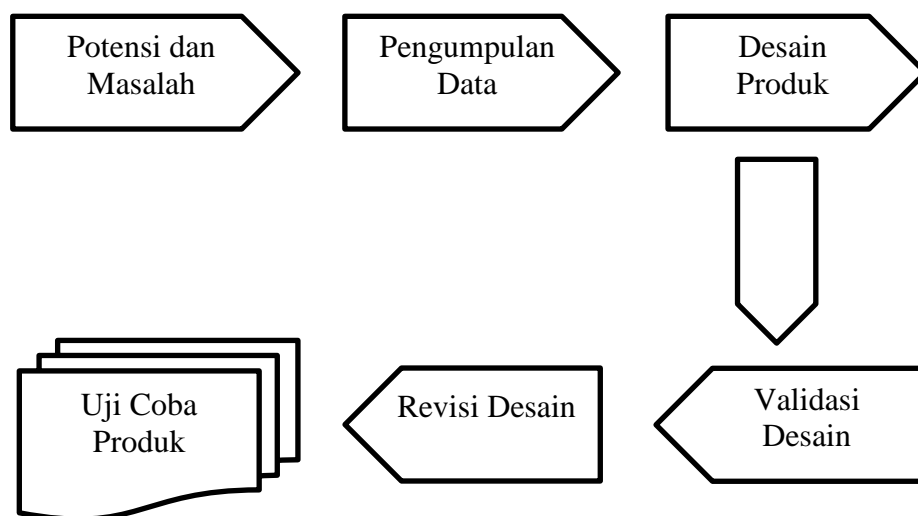 Potensi dan
Masalah
Pengumpulan
Data
Desain
Produk
Validasi
Desain
Revisi Desain
Uji Coba
Produk